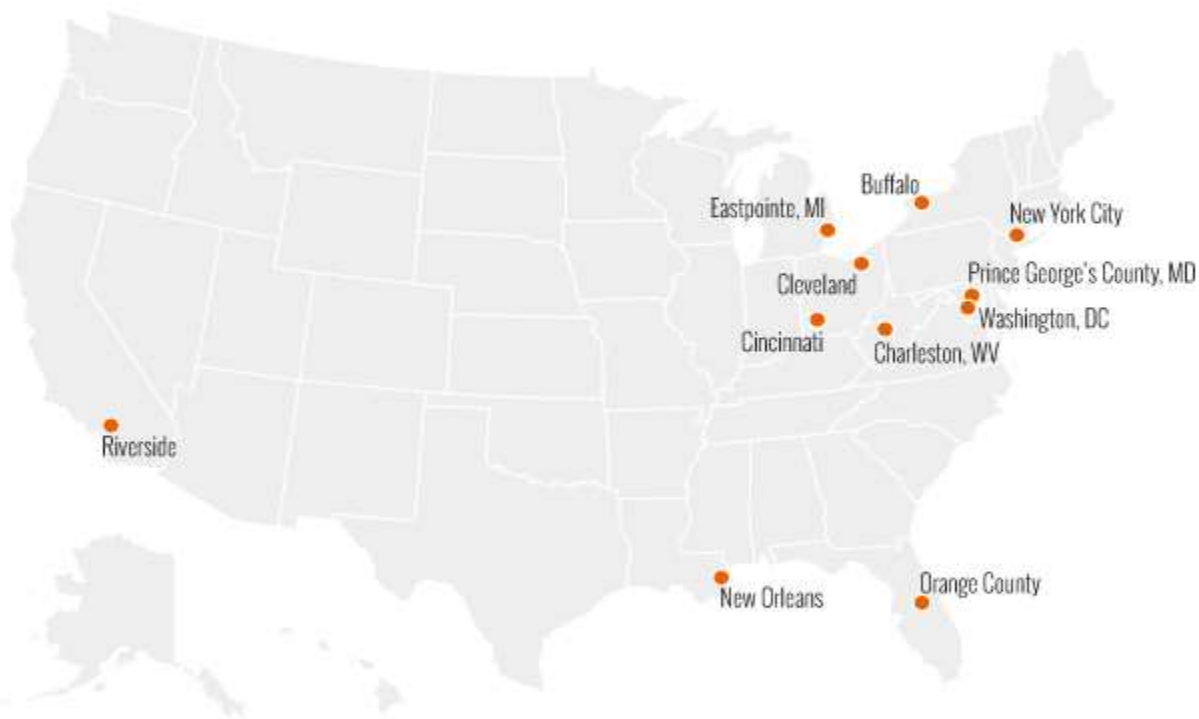 Buffalo
Eastpointe, MI
New York City
Cleveland
Prince George's County, MD
Washington, DC
Cincinnati
Charleston, WV
Riverside
Orange County
New Orleans